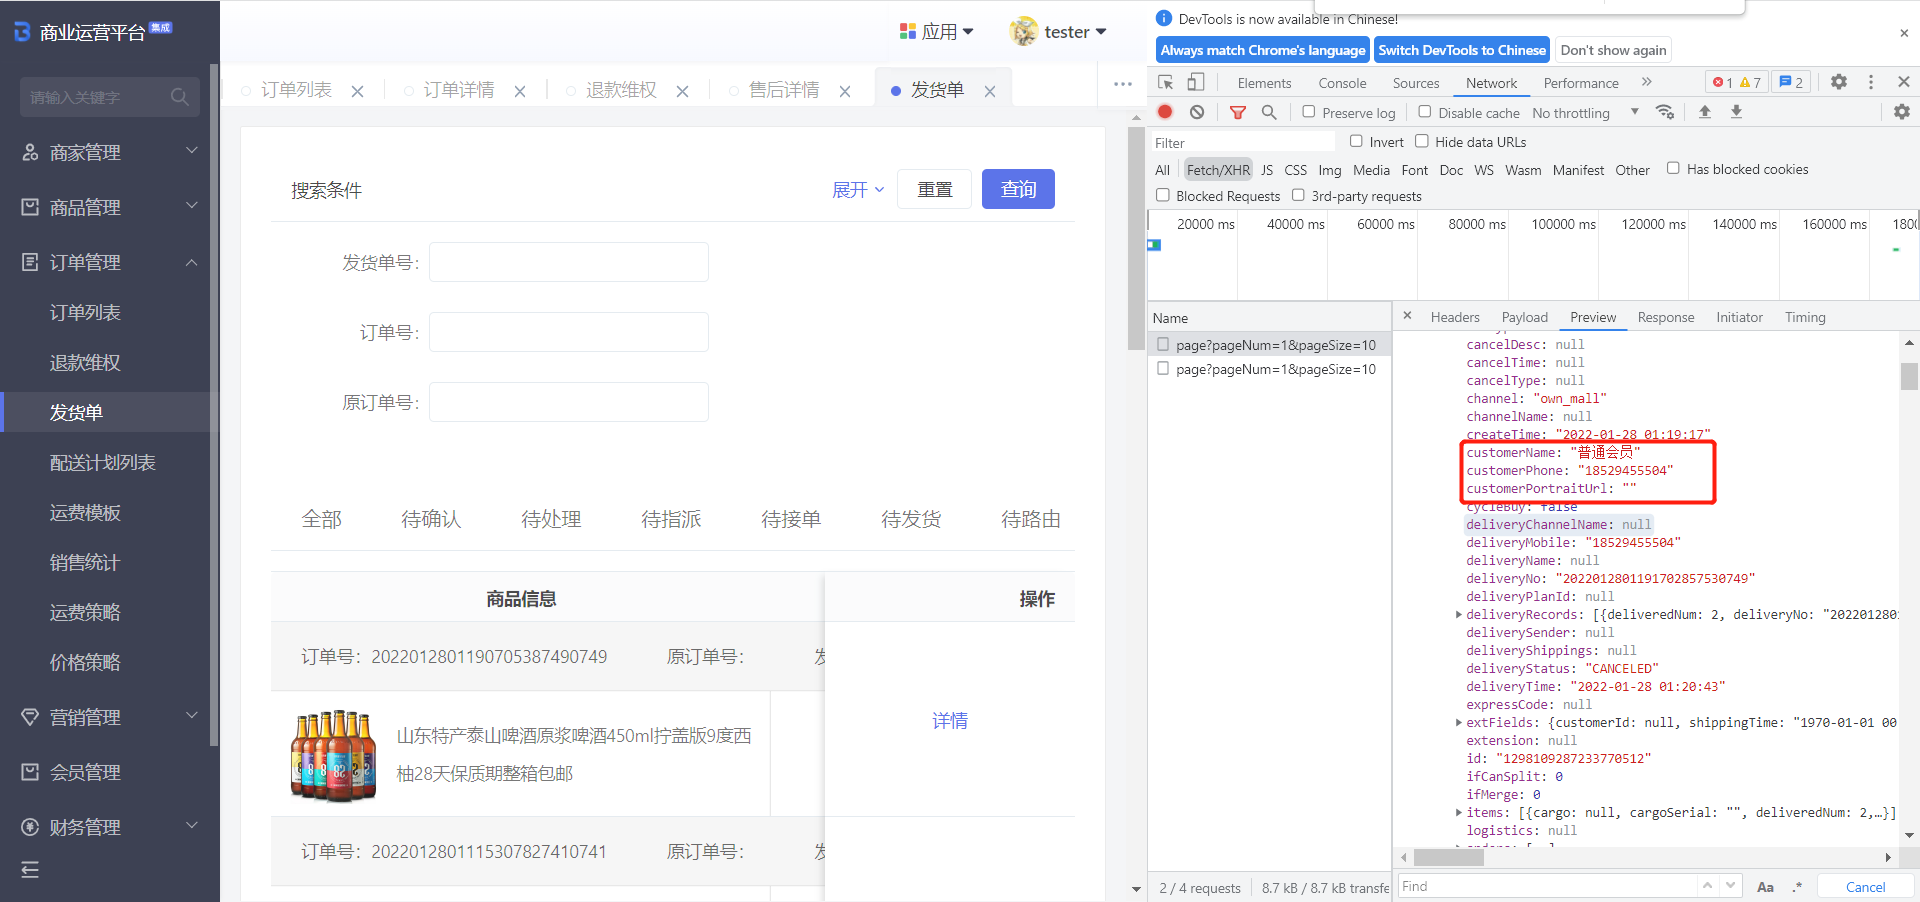 商业运营平台 集成
请输入关键字
商家管理
商品管理
订单管理
订单列表
退款维权
发货单
配送计划列表
运费模板
销售统计
运费策略
价格策略
营销管理
会员管理
财务管理
应用
tester
订单列表
订单详情
退款维权
售后详情
发货单
搜索条件
展开
重置
查询
发货单号:
订单号:
原订单号:
全部 待确认 待处理 待指派 待接单 待发货 待路由
商品信息 操作
订单号: 2022012801190705387490749 原订单号: 发
山东特产泰山啤酒原浆啤酒450ml拧盖版9度西
柚28天保质期整箱包邮
详情
订单号: 2022012801115307827410741 原订单号: 发
DevTools is now available in Chinese!
Always match Chrome's language Switch DevTools to Chinese Don't show again
Elements Console Sources Network Performance 1 7 2
Preserve log Disable cache No throttling
Filter Invert Hide data URLs
All Fetch/XHR JS CSS Img Media Font Doc WS Wasm Manifest Other Has blocked cookies
Blocked Requests 3rd-party requests
20000 ms 40000 ms 60000 ms 80000 ms 100000 ms 120000 ms 140000 ms 160000 ms 1800
Name
page?pageNum=1&pageSize=10
page?pageNum=1&pageSize=10
2 / 4 requests 8.7 kB / 8.7 kB transfe
Headers Payload Preview Response Initiator Timing
cancelDesc: null
cancelTime: null
cancelType: null
channel: "own_mall"
channelName: null
createTime: "2022-01-28 01:19:17"
customerName: "普通会员"
customerPhone: "18529455504"
customerPortraitUrl: ""
cycleBuy: false
deliveryChannelName: null
deliveryMobile: "18529455504"
deliveryName: null
deliveryNo: "2022012801191702857530749"
deliveryPlanId: null
deliveryRecords: [{deliveredNum: 2, deliveryNo: "2022012801
deliverySender: null
deliveryShippings: null
deliveryStatus: "CANCELED"
deliveryTime: "2022-01-28 01:20:43"
expressCode: null
extFields: {customerId: null, shippingTime: "1970-01-01 00
extension: null
id: "1298109287233770512"
ifCanSplit: 0
ifMerge: 0
items: [{cargo: null, cargoSerial: "", deliveredNum: 2,…}]
logistics: null
Find Aa .* Cancel